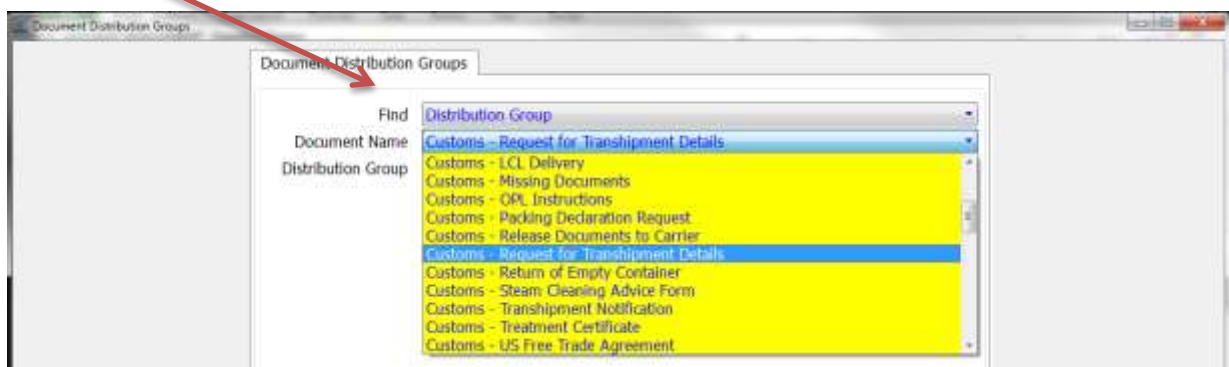 Document Distribution Groups
Document Distribution Groups
Find Distribution Group
Document Name Customs - Request for Transhipment Details
Distribution Group
Customs - LCL Delivery
Customs - Missing Documents
Customs - OPL Instructions
Customs - Packing Declaration Request
Customs - Release Documents to Carrier
Customs - Request for Transhipment Details
Customs - Return of Empty Container
Customs - Steam Cleaning Advice Form
Customs - Transhipment Notification
Customs - Treatment Certificate
Customs - US Free Trade Agreement